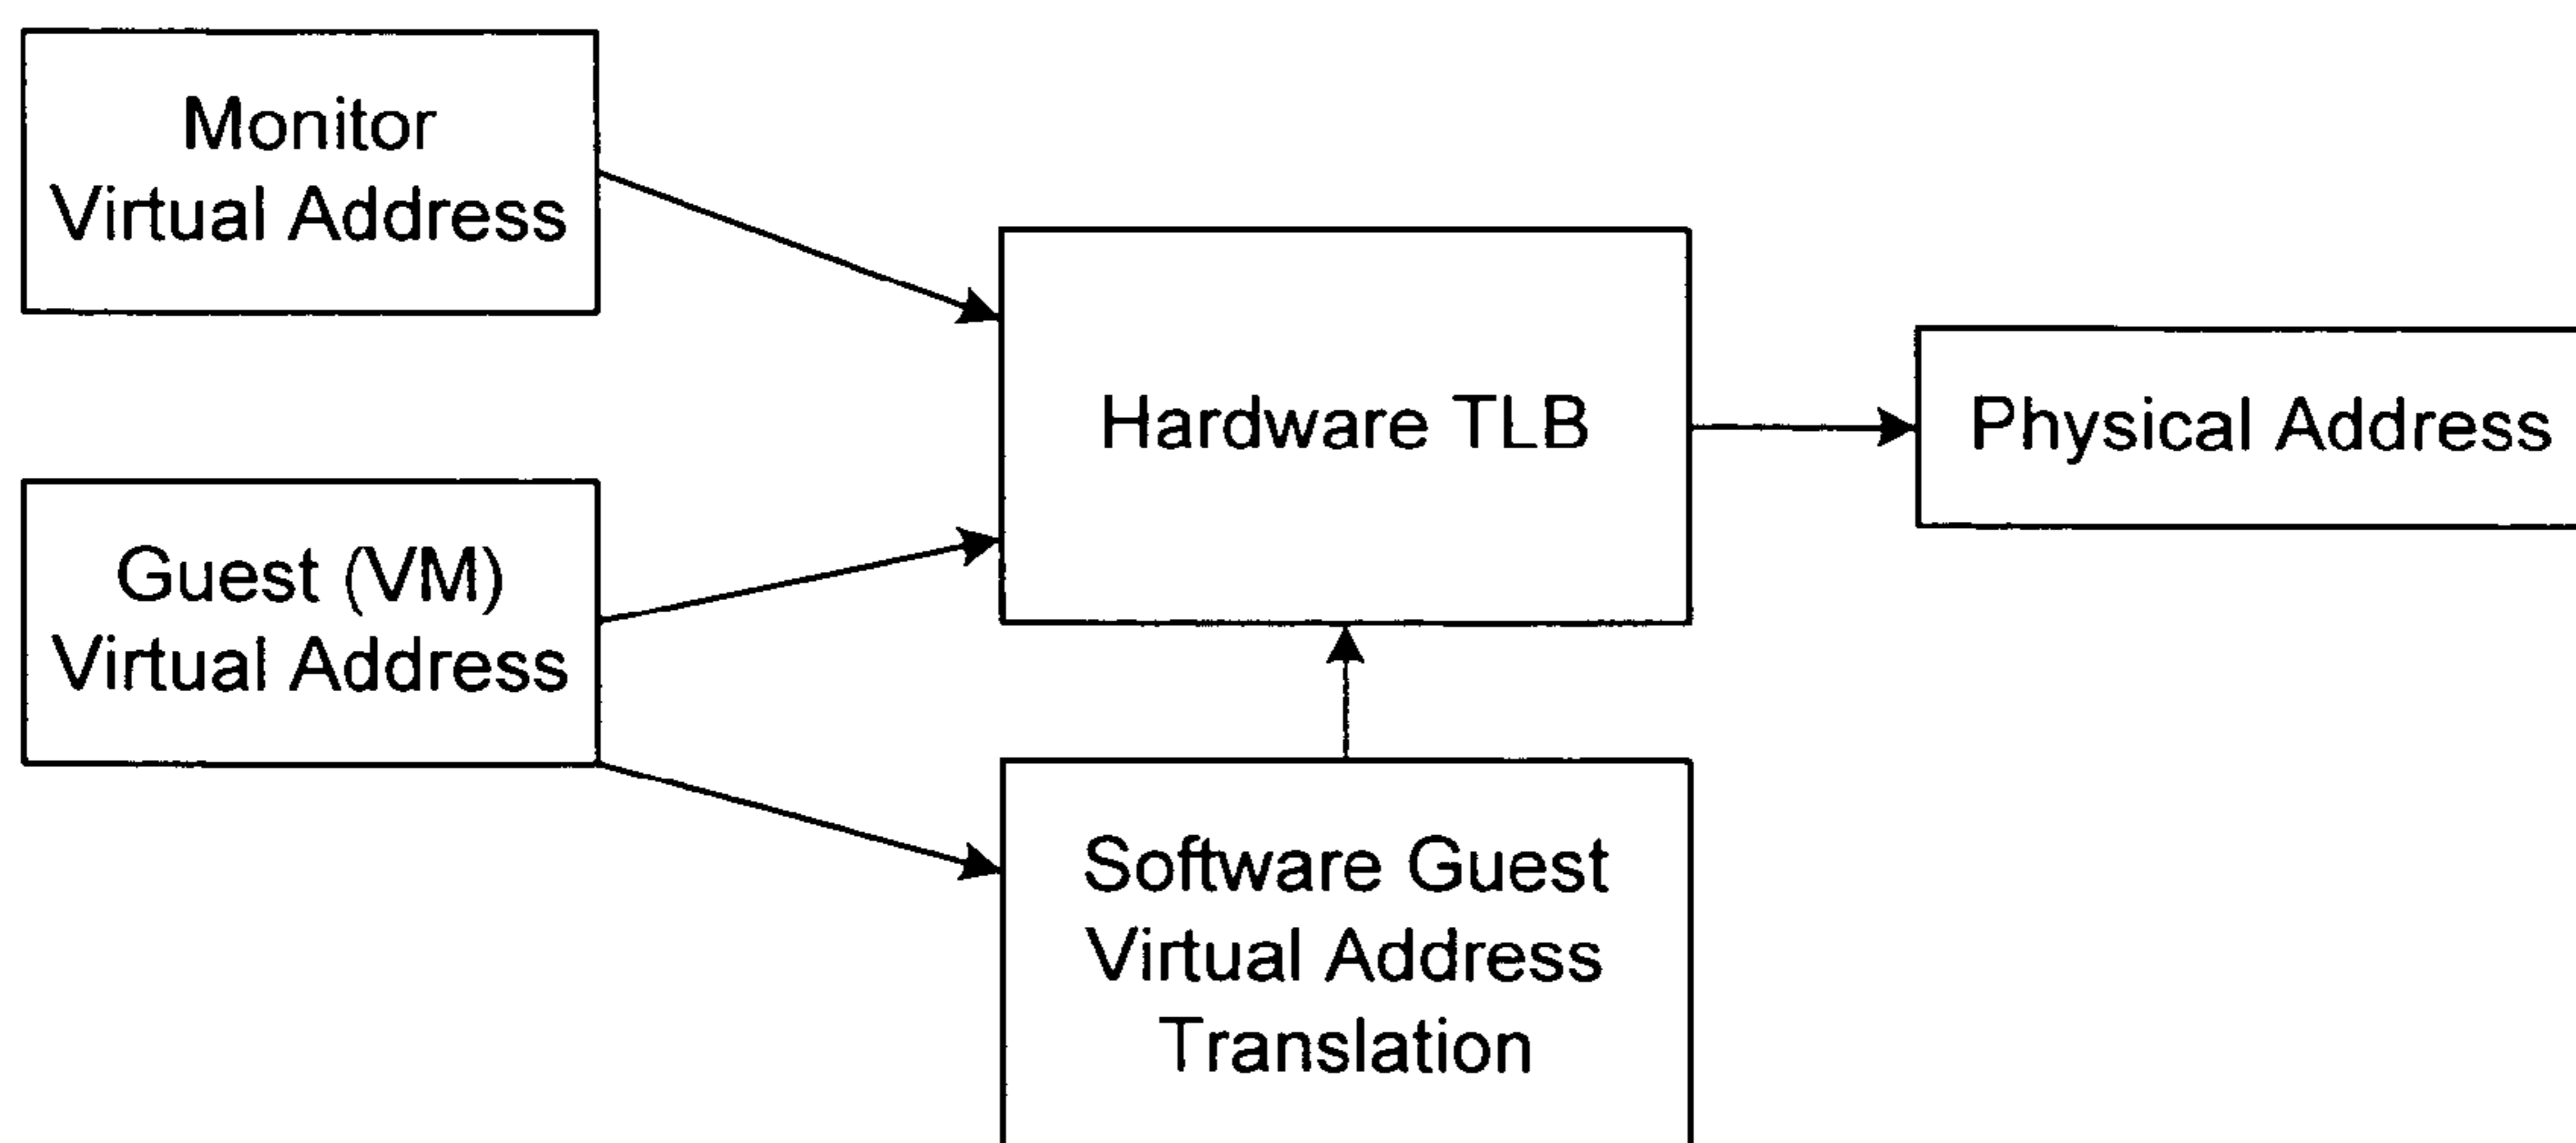 Monitor
Virtual Address
Guest (VM)
Virtual Address
Hardware TLB
Software Guest
Virtual Address
Translation
Physical Address